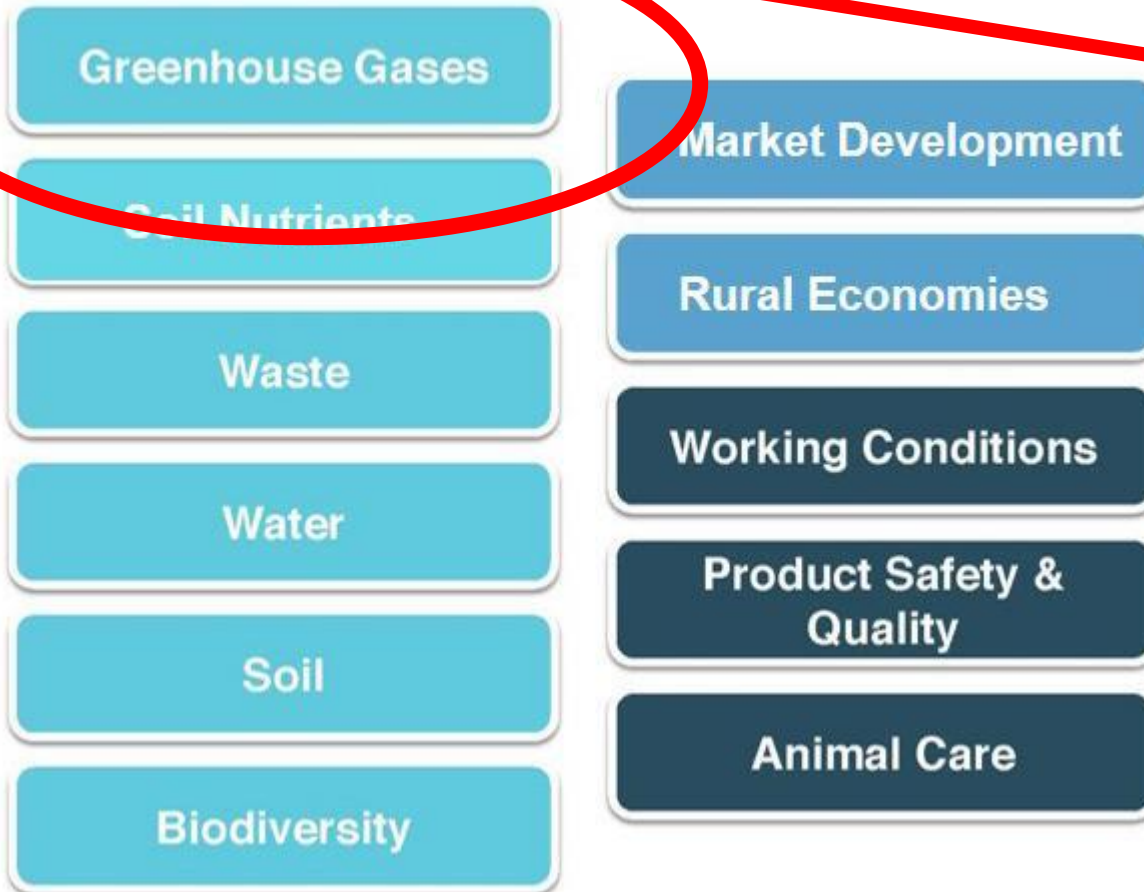 Greenhouse Gases
Soil Nutrients
Waste
Water
Soil
Biodiversity
Market Development
Rural Economies
Working Conditions
Product Safety &
Quality
Animal Care